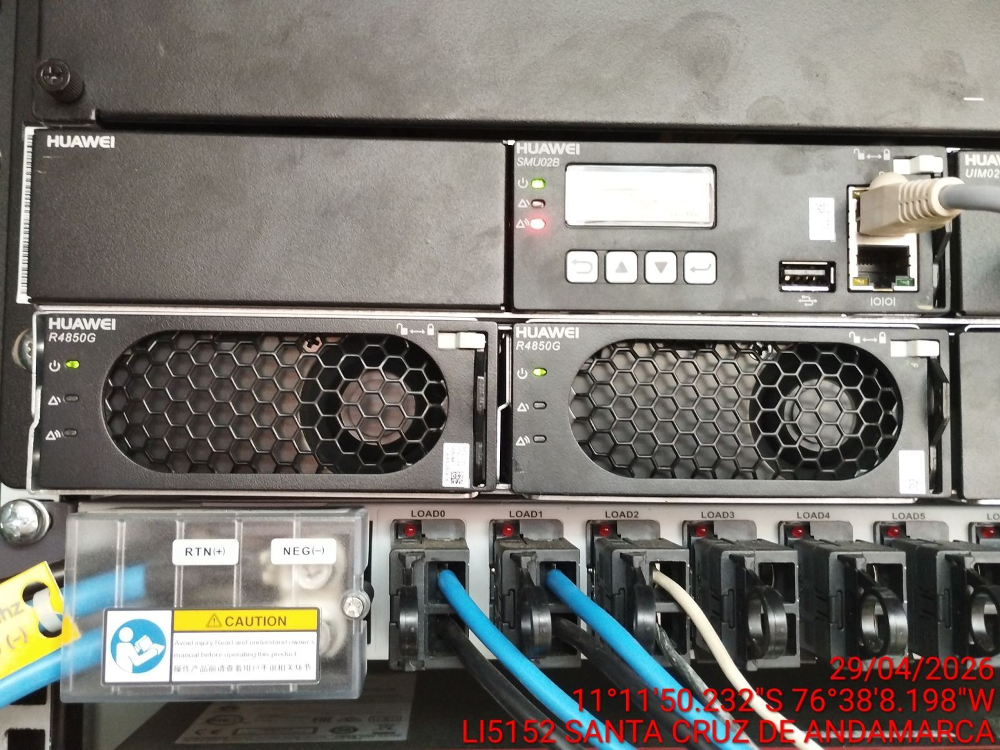 HUAWEI
HUAWEI
SMU02B
UIM02
HUAWEI
R4850G
HUAWEI
R4850G
LOAD0
LOAD1
LOAD2
LOAD3
LOAD4
LOAD5
RTN(+)
NEG(−)
hz
(-)
CAUTION
Avoid injury.Read and understand owner,s
manual before operating this product
操作产品前请查看用户手册相关环节
29/04/2026
11°11'50.232"S 76°38'8.198"W
LI5152 SANTA CRUZ DE ANDAMARCA